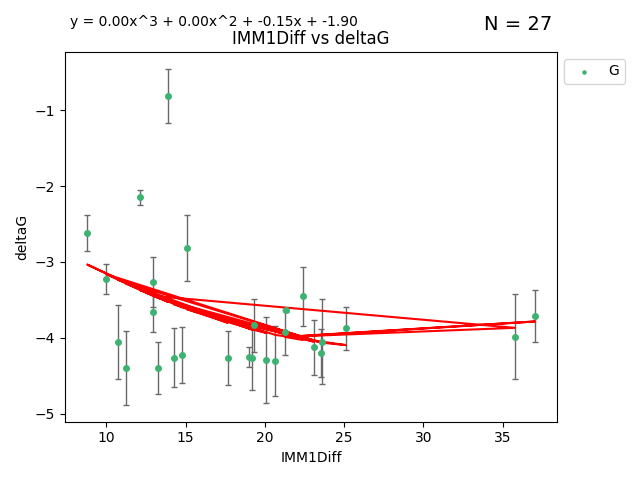 y = 0.00x^3 + 0.00x^2 + -0.15x + -1.90
N = 27
IMM1Diff vs deltaG
G
−1
−2
−3
−4
−5
deltaG
10 15 20 25 30 35
IMM1Diff